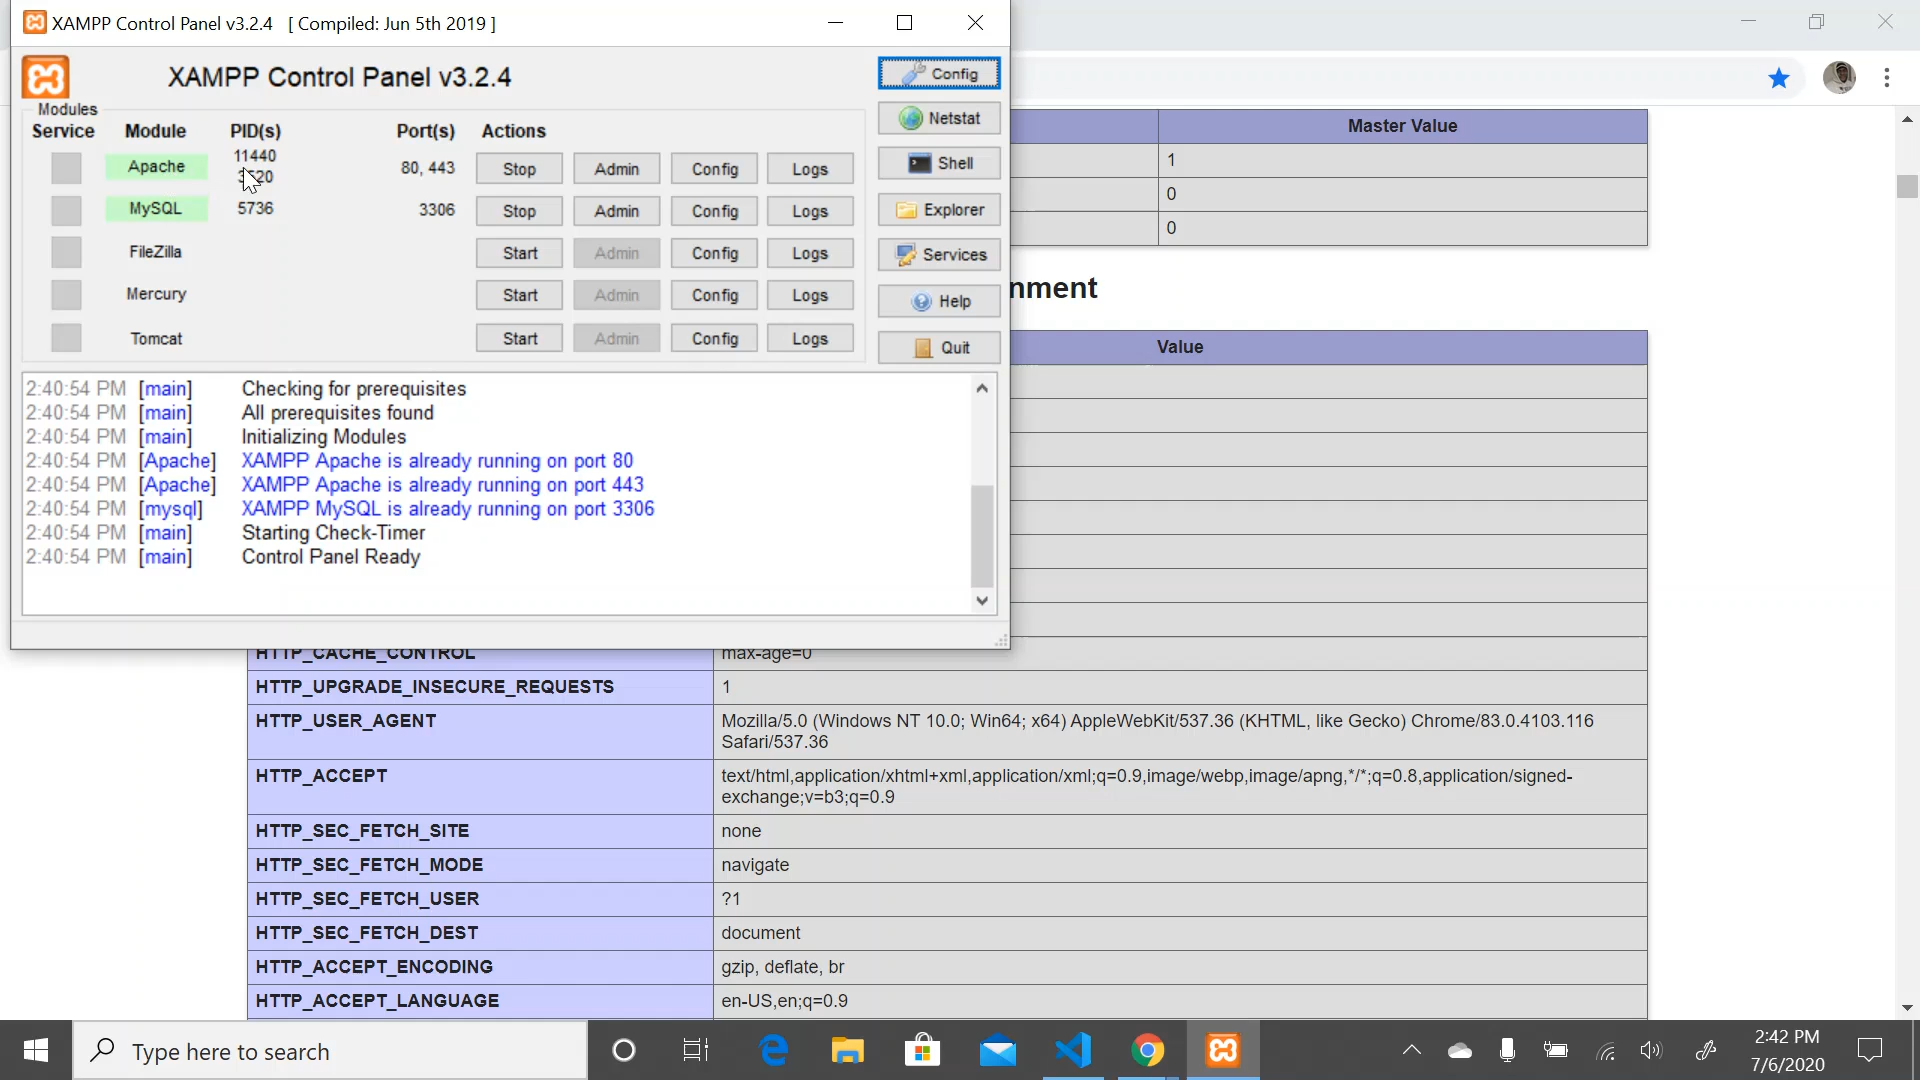 XAMPP Control Panel v3.2.4 [ Compiled: Jun 5th 2019 ]
XAMPP Control Panel v3.2.4
Config
Netstat
Shell
Explorer
Services
Help
Quit
Modules
Service Module PID(s) Port(s) Actions
Apache 11440 80, 443 Stop Admin Config Logs
MySQL 5736 3306 Stop Admin Config Logs
FileZilla Start Admin Config Logs
Mercury Start Admin Config Logs
Tomcat Start Admin Config Logs
2:40:54 PM [main] Checking for prerequisites
2:40:54 PM [main] All prerequisites found
2:40:54 PM [main] Initializing Modules
2:40:54 PM [Apache] XAMPP Apache is already running on port 80
2:40:54 PM [Apache] XAMPP Apache is already running on port 443
2:40:54 PM [mysql] XAMPP MySQL is already running on port 3306
2:40:54 PM [main] Starting Check-Timer
2:40:54 PM [main] Control Panel Ready
Master Value
1
0
0
nment
Value
HTTP_CACHE_CONTROL max-age=0
HTTP_UPGRADE_INSECURE_REQUESTS 1
HTTP_USER_AGENT Mozilla/5.0 (Windows NT 10.0; Win64; x64) AppleWebKit/537.36 (KHTML, like Gecko) Chrome/83.0.4103.116
Safari/537.36
HTTP_ACCEPT text/html,application/xhtml+xml,application/xml;q=0.9,image/webp,image/apng,*/*;q=0.8,application/signed-
exchange;v=b3;q=0.9
HTTP_SEC_FETCH_SITE none
HTTP_SEC_FETCH_MODE navigate
HTTP_SEC_FETCH_USER ?1
HTTP_SEC_FETCH_DEST document
HTTP_ACCEPT_ENCODING gzip, deflate, br
HTTP_ACCEPT_LANGUAGE en-US,en;q=0.9
Type here to search
2:42 PM
7/6/2020